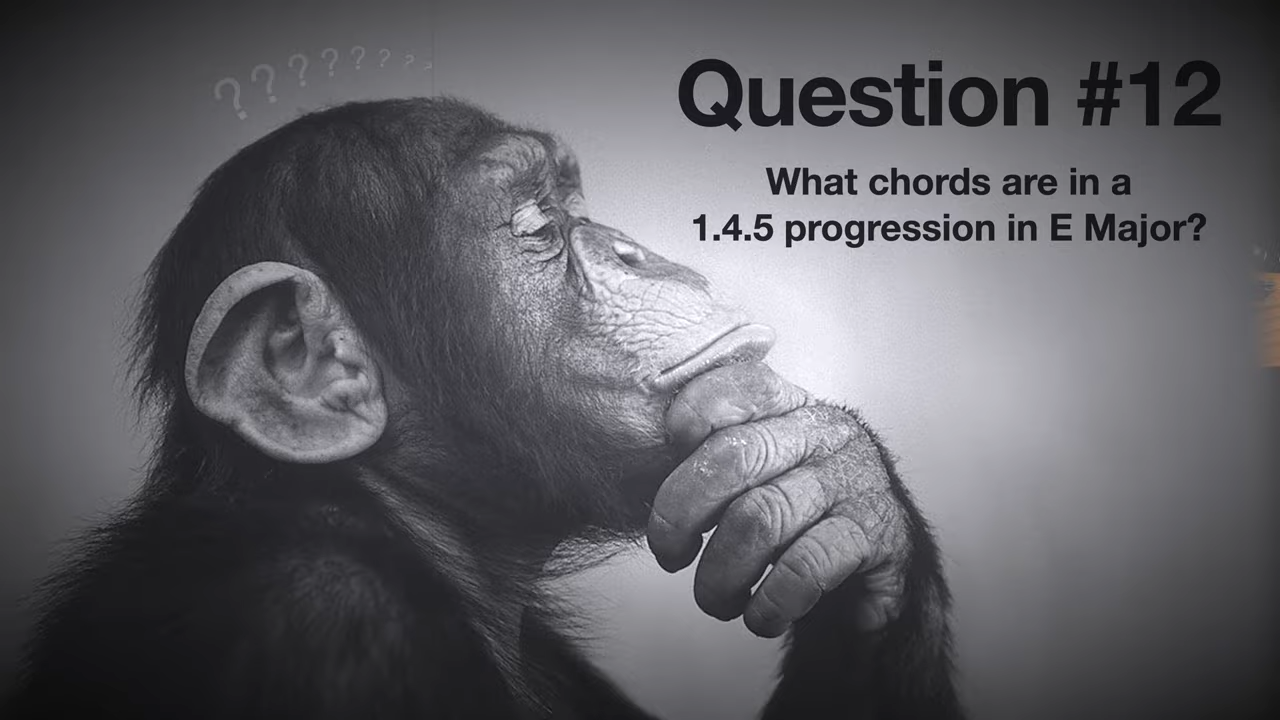 ? ? ? ? ? ? ? ? ?
Question #12
What chords are in a
1.4.5 progression in E Major?